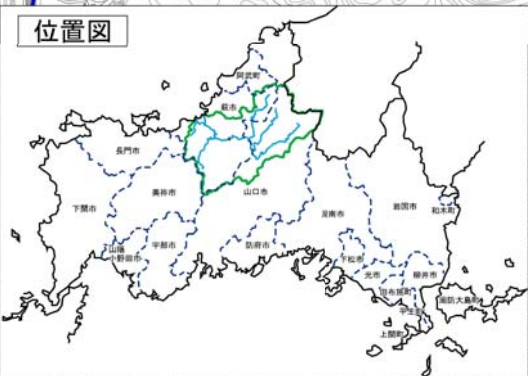 位置図
阿武町
萩市
長門市
美祢市
山口市
下関市
周南市
岩国市
和木町
山陽
小野田市
宇部市
防府市
下松市
光市
柳井市
田布施町
周防大島町
平生町
上関町